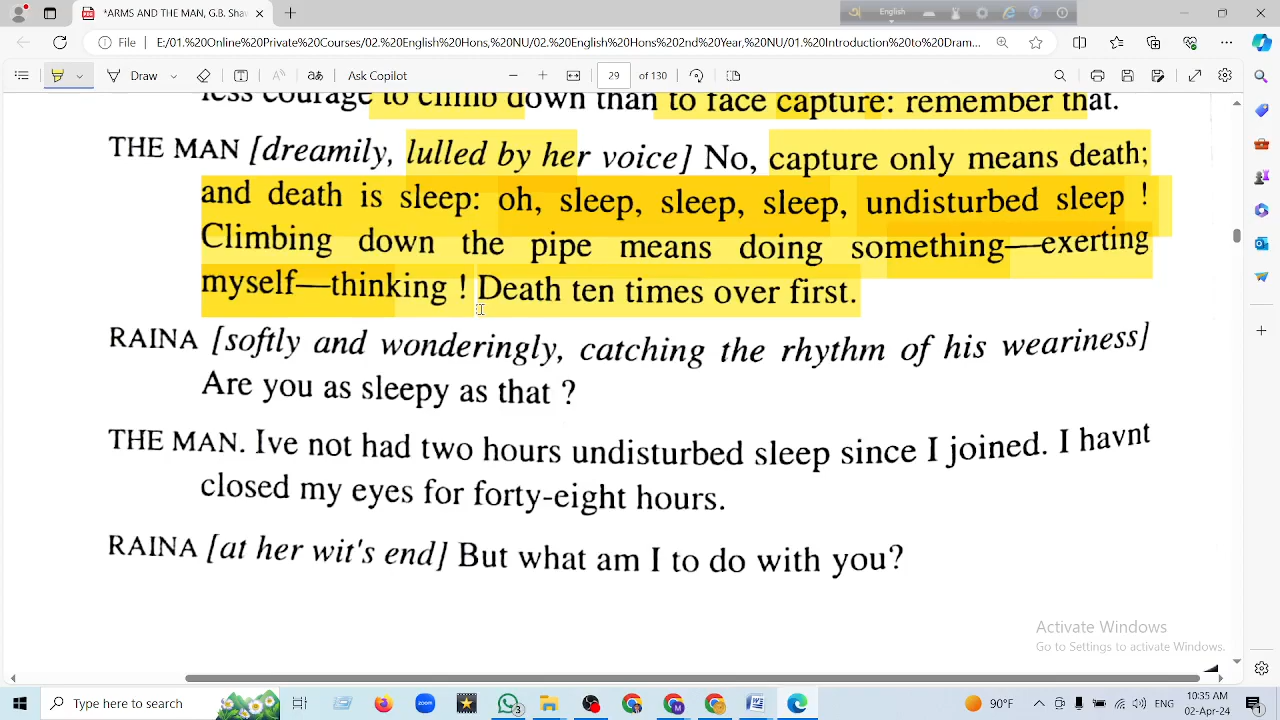 *ARMS AND THE MAN, G.B. Sha
English
File
E:/01.%20Online%20Courses/02.%20English%20Honours/02.%20Honours%202nd%20Year,%20NU/01.%20Introduction%20to%20Dram...
Draw
Ask Copilot
29 of 130
less courage to climb down than to face capture: remember that.
THE MAN [dreamily, lulled by her voice] No, capture only means death;
and death is sleep: oh, sleep, sleep, sleep, undisturbed sleep !
Climbing down the pipe means doing something—exerting
myself—thinking ! Death ten times over first.
RAINA [softly and wonderingly, catching the rhythm of his weariness]
Are you as sleepy as that ?
THE MAN. Ive not had two hours undisturbed sleep since I joined. I havnt
closed my eyes for forty-eight hours.
RAINA [at her wit's end] But what am I to do with you?
Activate Windows
Go to Settings to activate Windows.
Type here to search
zoom
3
90°F
10:35 AM
02-Apr-24